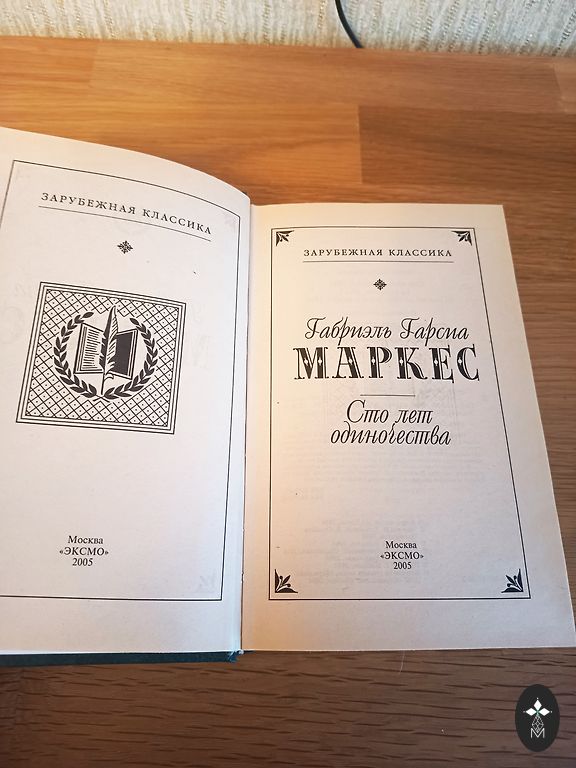 ЗАРУБЕЖНАЯ КЛАССИКА
Москва
«ЭКСМО»
2005
ЗАРУБЕЖНАЯ КЛАССИКА
Габриэль Гарсиа
МАРКЕС
Сто лет
одиночества
Москва
«ЭКСМО»
2005
M